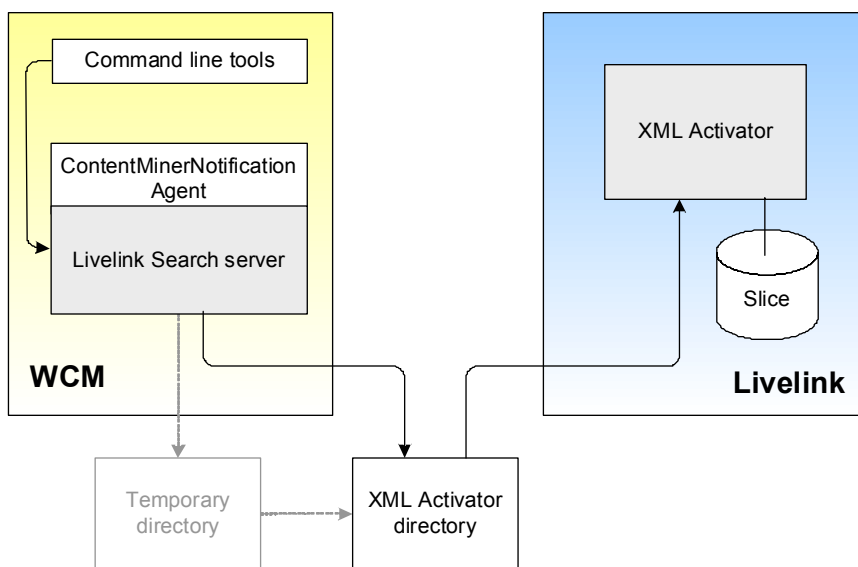 Command line tools
ContentMinerNotification
Agent
Livelink Search server
WCM
XML Activator
Slice
Livelink
Temporary
directory
XML Activator
directory